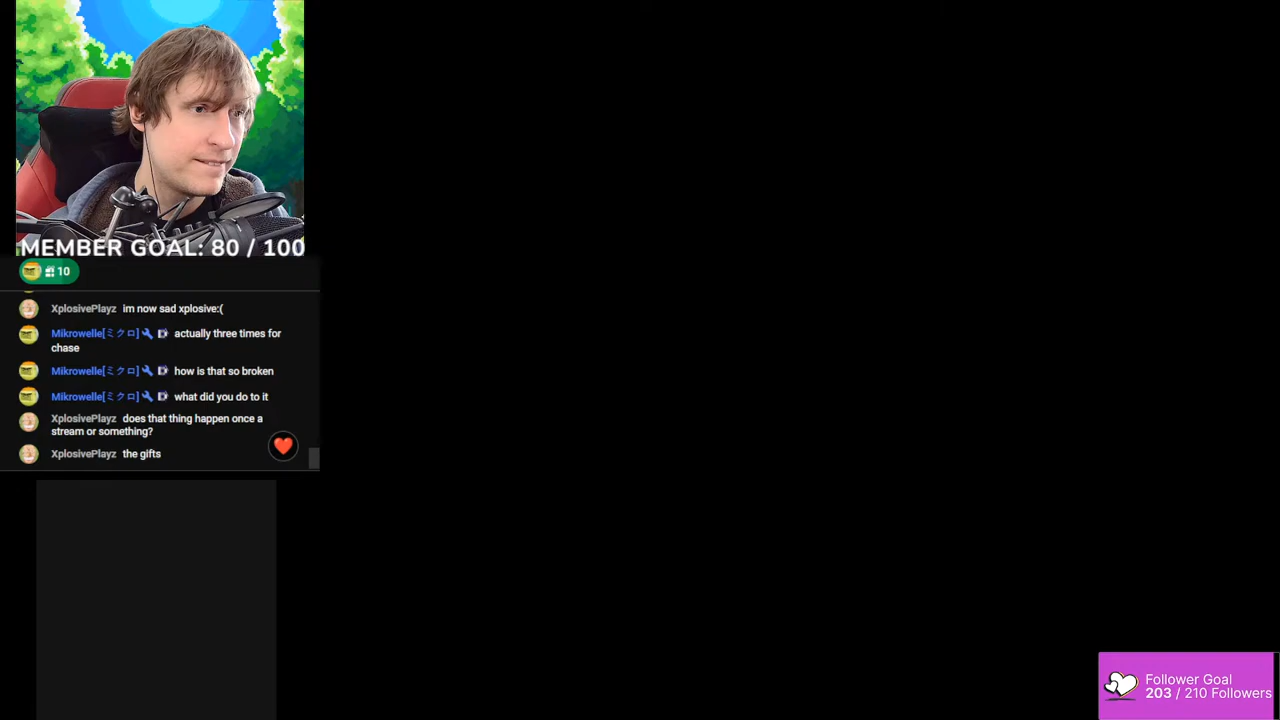 MEMBER GOAL: 80 / 100
10
XplosivePlayz im now sad xplosive:(
Mikrowelle[ミクロ] actually three times for
chase
Mikrowelle[ミクロ] how is that so broken
Mikrowelle[ミクロ] what did you do to it
XplosivePlayz does that thing happen once a
stream or something?
XplosivePlayz the gifts
Follower Goal
203 / 210 Followers